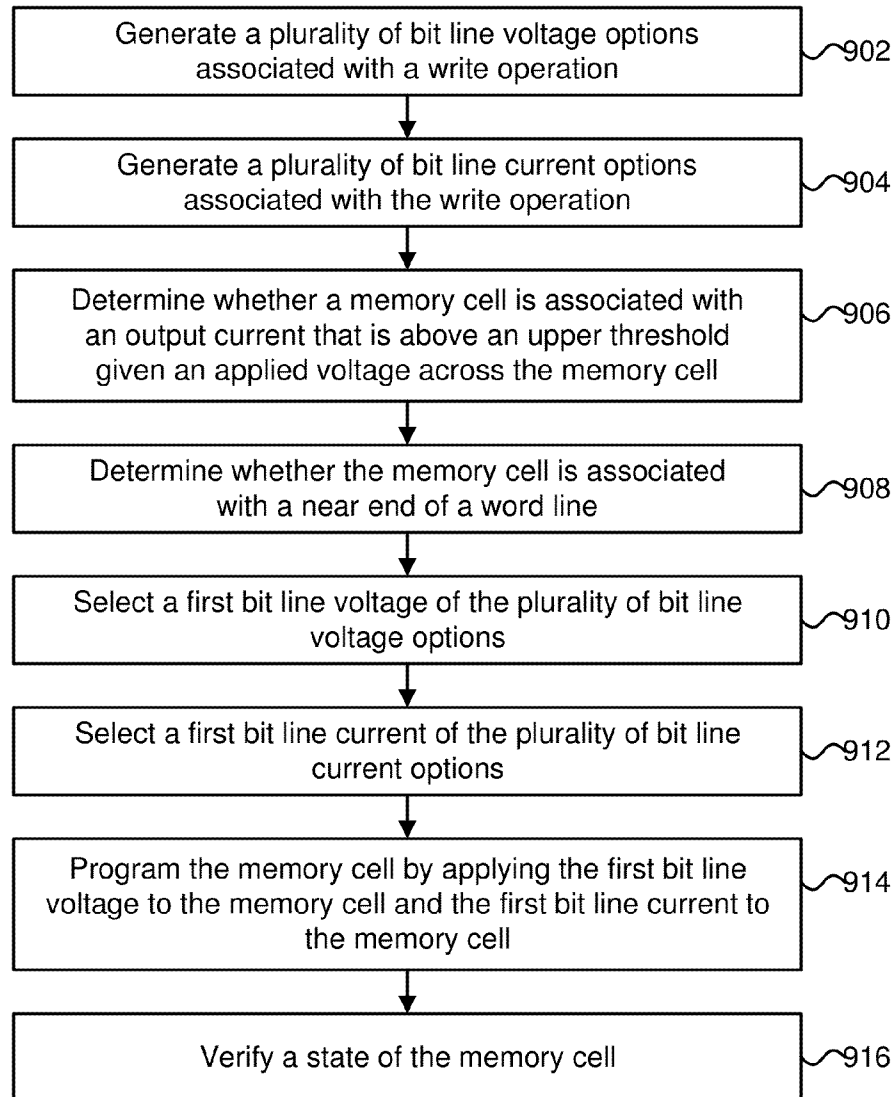 Generate a plurality of bit line voltage options
associated with a write operation
902
Generate a plurality of bit line current options
associated with the write operation
904
Determine whether a memory cell is associated with
an output current that is above an upper threshold
given an applied voltage across the memory cell
906
Determine whether the memory cell is associated
with a near end of a word line
908
Select a first bit line voltage of the plurality of bit line
voltage options
910
Select a first bit line current of the plurality of bit line
current options
912
Program the memory cell by applying the first bit line
voltage to the memory cell and the first bit line current to
the memory cell
914
Verify a state of the memory cell
916